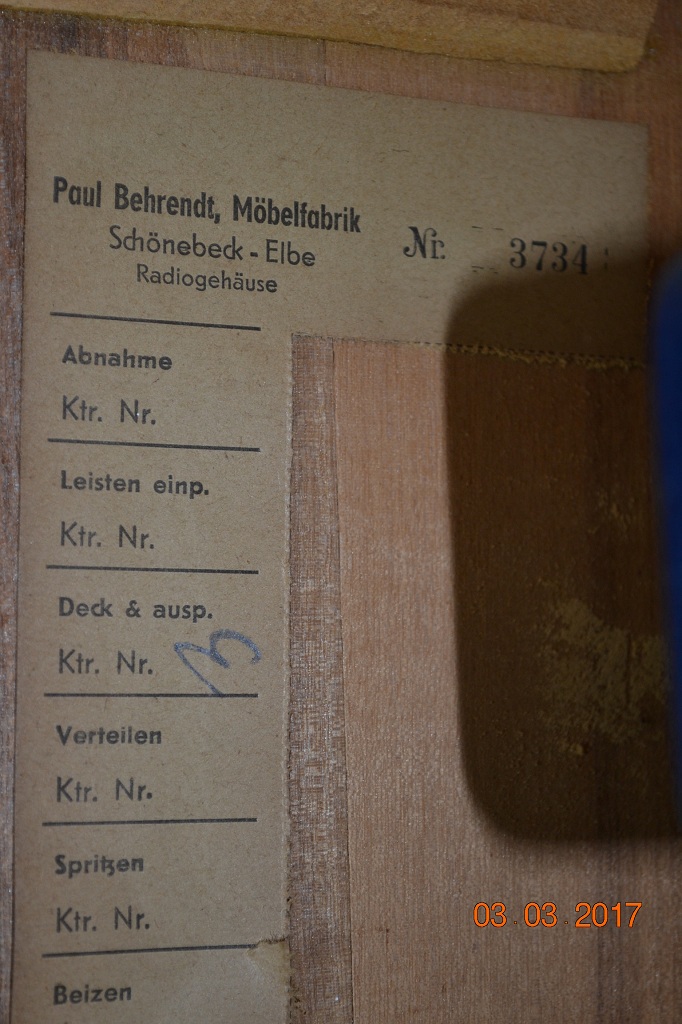 Paul Behrendt, Möbelfabrik
Schönebeck - Elbe
Radiogehäuse
Nr. 3734
Abnahme
Ktr. Nr.
Leisten einp.
Ktr. Nr.
Deck & ausp.
Ktr. Nr.
Verteilen
Ktr. Nr.
Spritzen
Ktr. Nr.
Beizen
03.03.2017